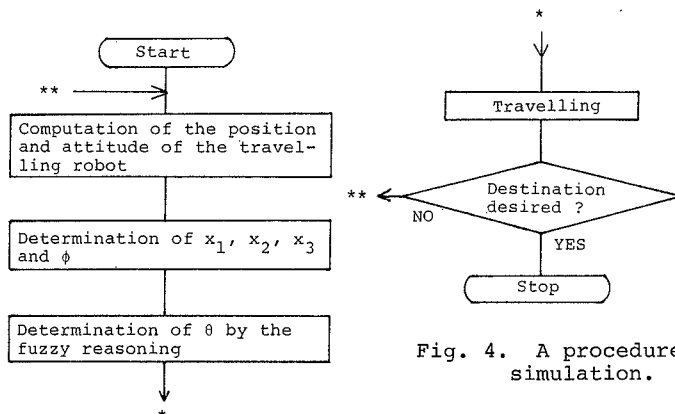 Start
**
Computation of the position
and attitude of the travel-
ling robot
Determination of x1, x2, x3
and ϕ
Determination of θ by the
fuzzy reasoning
*
*
Travelling
Destination
desired ?
**
NO
YES
Stop
Fig. 4. A procedure
simulation.